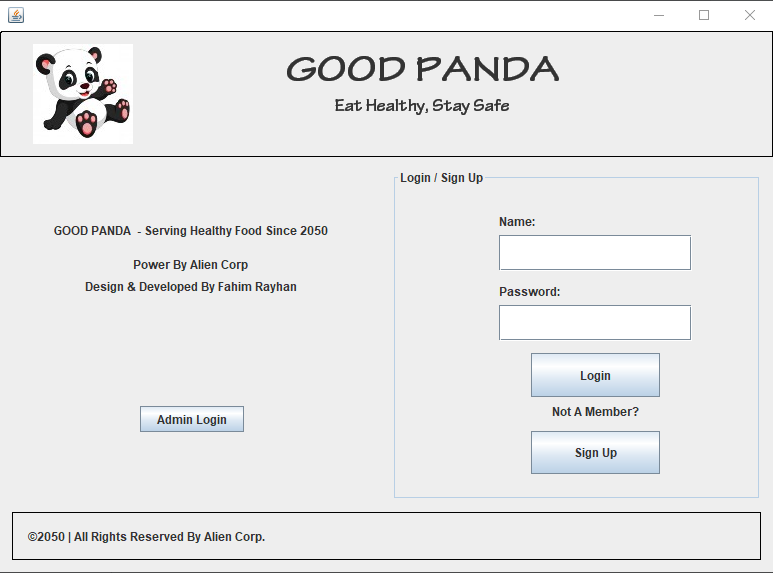 GOOD PANDA
Eat Healthy, Stay Safe
GOOD PANDA - Serving Healthy Food Since 2050
Power By Alien Corp
Design & Developed By Fahim Rayhan
Admin Login
Login / Sign Up
Name:
Password:
Login
Not A Member?
Sign Up
©2050 | All Rights Reserved By Alien Corp.